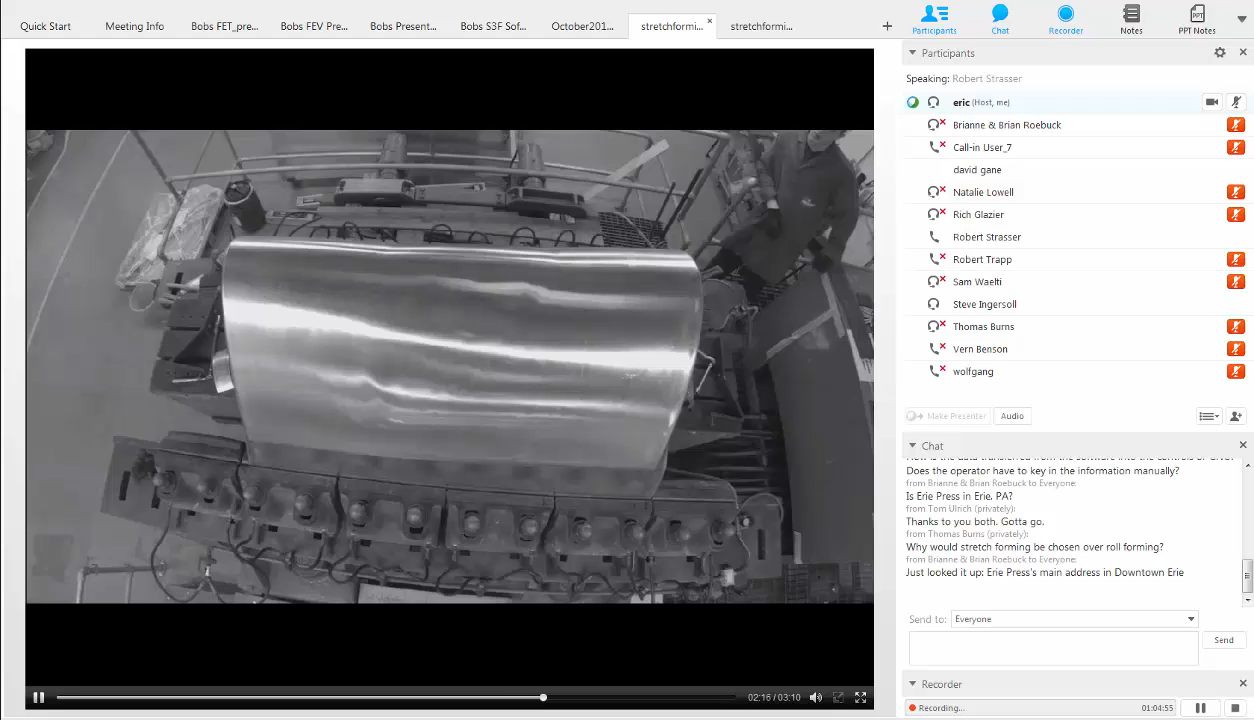 Quick Start
Meeting Info
Bobs FET_pre...
Bobs FEV Pre...
Bobs Present...
Bobs S3F Sof...
October201...
stretchformi...
stretchformi...
Participants
Chat
Recorder
Notes
PPT Notes
Participants
Speaking: Robert Strasser
eric (Host, me)
Brianne & Brian Roebuck
Call-in User_7
david gane
Natalie Lowell
Rich Glazier
Robert Strasser
Robert Trapp
Sam Waelti
Steve Ingersoll
Thomas Burns
Vern Benson
wolfgang
Make Presenter
Audio
Chat
Does the operator have to key in the information manually?
from Brianne & Brian Roebuck to Everyone:
Is Erie Press in Erie, PA?
from Tom Ulrich (privately):
Thanks to you both. Gotta go.
from Thomas Burns (privately):
Why would stretch forming be chosen over roll forming?
from Brianne & Brian Roebuck to Everyone:
Just looked it up: Erie Press's main address in Downtown Erie
Send to: Everyone
Send
Recorder
Recording... 01:04:55
02:16 / 03:10